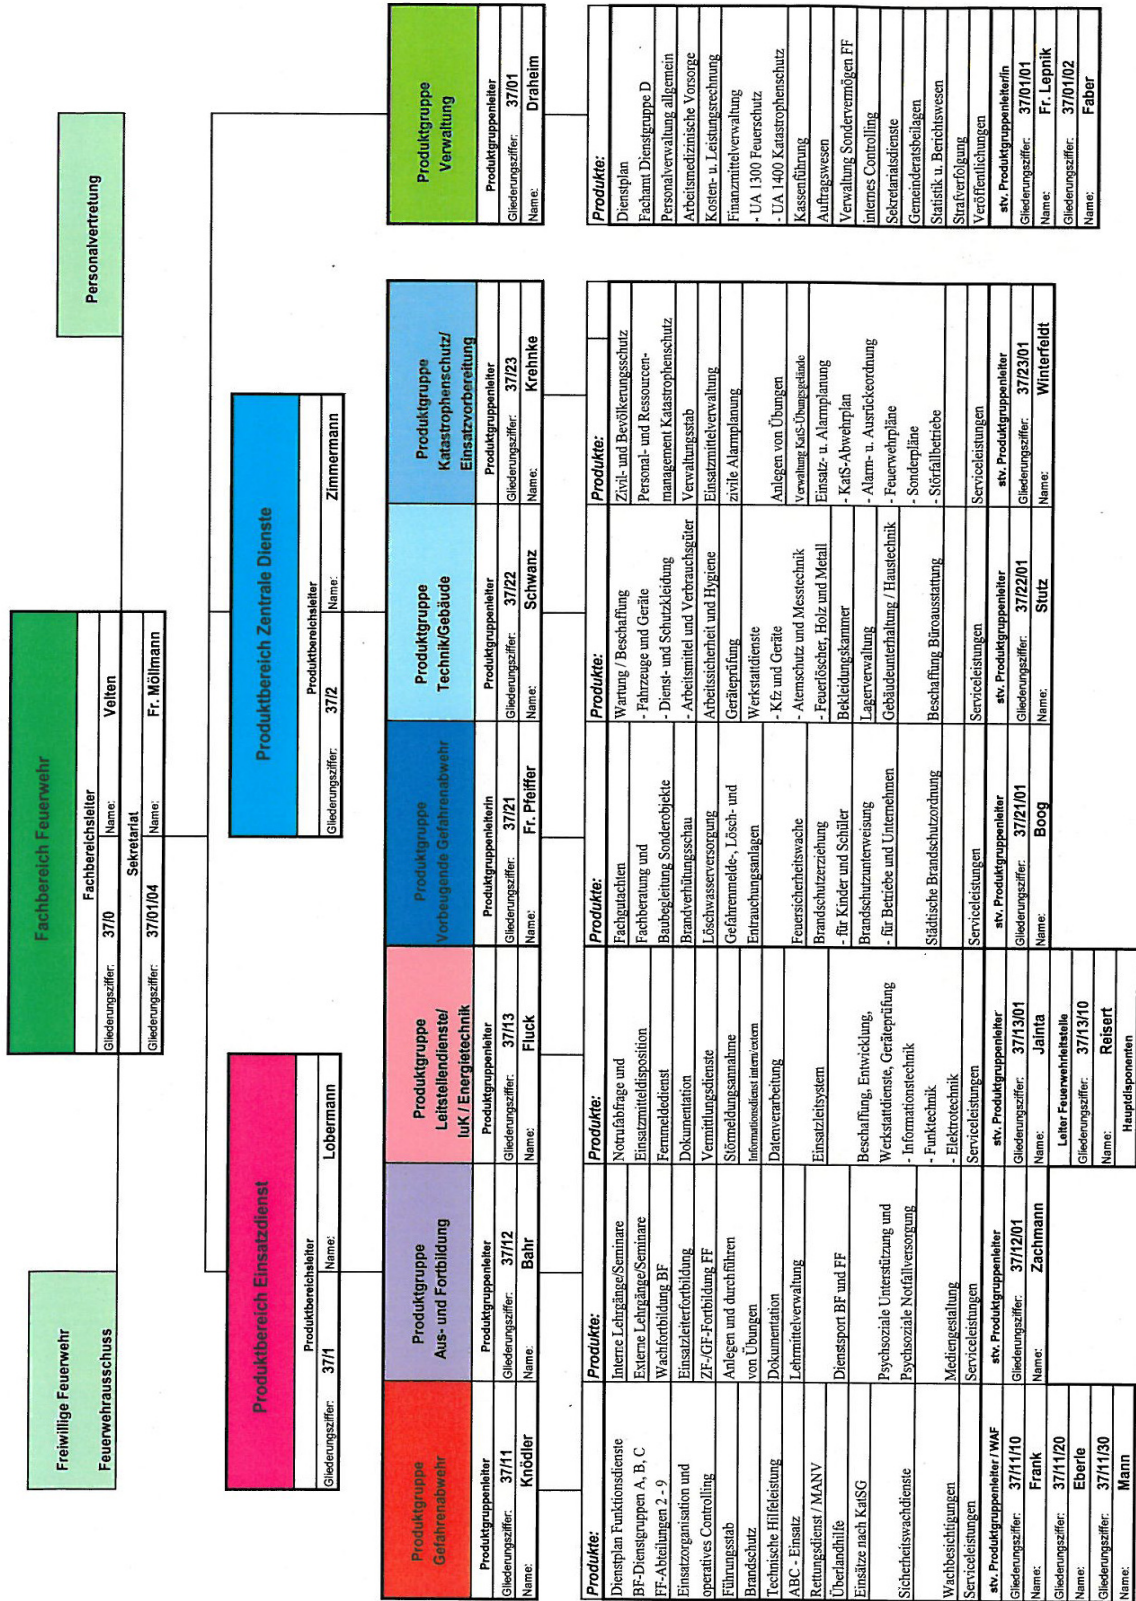 Freiwillige Feuerwehr
Feuerwehrausschuss
Fachbereich Feuerwehr
Fachbereichsleiter
Gliederungsziffer: 37/0 Name: Velten
Sekretariat
Gliederungsziffer: 37/01/04 Name: Fr. Möllmann
Personalvertretung
Produktbereich Einsatzdienst
Produktbereichsleiter
Gliederungsziffer: 37/1 Name: Lobermann
Produktbereich Zentrale Dienste
Produktbereichsleiter
Gliederungsziffer: 37/2 Name: Zimmermann
Produktgruppe
Gefahrenabwehr
Produktgruppenleiter
Gliederungsziffer: 37/11
Name: Knödler
Produkte:
Dienstplan Funktionsdienste
BF-Dienstgruppen A, B, C
FF-Abteilungen 2 - 9
Einsatzorganisation und
operatives Controlling
Führungsstab
Brandschutz
Technische Hilfeleistung
ABC - Einsatz
Rettungsdienst / MANV
Überlandhilfe
Einsätze nach KatSG
Sicherheitswachdienste
Wachbesichtigungen
Serviceleistungen
stv. Produktgruppenleiter / WAF
Gliederungsziffer: 37/11/10
Name: Frank
Gliederungsziffer: 37/11/20
Name: Eberle
Gliederungsziffer: 37/11/30
Name: Mann
Produktgruppe
Aus- und Fortbildung
Produktgruppenleiter
Gliederungsziffer: 37/12
Name: Bahr
Produkte:
Interne Lehrgänge/Seminare
Externe Lehrgänge/Seminare
Wachfortbildung BF
Einsatzleiterfortbildung
ZF-/GF-Fortbildung FF
Anlegen und durchführen
von Übungen
Dokumentation
Lehrmittelverwaltung
Dienstsport BF und FF
Psychosoziale Unterstützung und
Psychosoziale Notfallversorgung
Mediengestaltung
Serviceleistungen
stv. Produktgruppenleiter
Gliederungsziffer: 37/12/01
Name: Zachmann
Produktgruppe
Leitstellendienste/
IuK / Energietechnik
Produktgruppenleiter
Gliederungsziffer: 37/13
Name: Fluck
Produkte:
Notrufabfrage und
Einsatzmitteldisposition
Fernmeldedienst
Dokumentation
Vermittlungsdienste
Störmeldungsannahme
Informationsdienst intern/extern
Datenverarbeitung
Einsatzleitsystem
Beschaffung, Entwicklung,
Werkstattdienste, Geräteprüfung
- Informationstechnik
- Funktechnik
- Elektrotechnik
Serviceleistungen
stv. Produktgruppenleiter
Gliederungsziffer: 37/13/01
Name: Jainta
Leiter Feuerwehrleitstelle
Gliederungsziffer: 37/13/10
Name: Reisert
Hauptdisponenten
Produktgruppe
Vorbeugende Gefahrenabwehr
Produktgruppenleiterin
Gliederungsziffer: 37/21
Name: Fr. Pfeiffer
Produkte:
Fachgutachten
Fachberatung und
Baubegleitung Sonderobjekte
Brandverhütungsschau
Löschwasserversorgung
Gefahrenmelde-, Lösch- und
Entrauchungsanlagen
Feuersicherheitswache
Brandschutzerziehung
- für Kinder und Schüler
Brandschutzunterweisung
- für Betriebe und Unternehmen
Städtische Brandschutzordnung
Serviceleistungen
stv. Produktgruppenleiter
Gliederungsziffer: 37/21/01
Name: Boog
Produktgruppe
Technik/Gebäude
Produktgruppenleiter
Gliederungsziffer: 37/22
Name: Schwanz
Produkte:
Wartung / Beschaffung
- Fahrzeuge und Geräte
- Dienst- und Schutzkleidung
- Arbeitsmittel und Verbrauchsgüter
Arbeitssicherheit und Hygiene
Geräteprüfung
Werkstattdienste
- Kfz und Geräte
- Atemschutz und Messtechnik
- Feuerlöscher, Holz und Metall
Bekleidungskammer
Lagerverwaltung
Gebäudeunterhaltung / Haustechnik
Beschaffung Büroausstattung
Serviceleistungen
stv. Produktgruppenleiter
Gliederungsziffer: 37/22/01
Name: Stutz
Produktgruppe
Katastrophenschutz/
Einsatzvorbereitung
Produktgruppenleiter
Gliederungsziffer: 37/23
Name: Krehnke
Produkte:
Zivil- und Bevölkerungsschutz
Personal- und Ressourcen-
management Katastrophenschutz
Verwaltungsstab
Einsatzmittelverwaltung
zivile Alarmplanung
Anlegen von Übungen
Verwaltung KatS-Übungsgelände
Einsatz- u. Alarmplanung
- KatS-Abwehrplan
- Alarm- u. Ausrückeordnung
- Feuerwehrpläne
- Sonderpläne
- Störfallbetriebe
Serviceleistungen
stv. Produktgruppenleiter
Gliederungsziffer: 37/23/01
Name: Winterfeldt
Produktgruppe
Verwaltung
Produktgruppenleiter
Gliederungsziffer: 37/01
Name: Draheim
Produkte:
Dienstplan
Fachamt Dienstgruppe D
Personalverwaltung allgemein
Arbeitsmedizinische Vorsorge
Kosten- u. Leistungsrechnung
Finanzmittelverwaltung
- UA 1300 Feuerschutz
- UA 1400 Katastrophenschutz
Kassenführung
Auftragswesen
Verwaltung Sondervermögen FF
internes Controlling
Sekretariatsdienste
Gemeinderatsbeilagen
Statistik u. Berichtswesen
Strafverfolgung
Veröffentlichungen
stv. Produktgruppenleiter/in
Gliederungsziffer: 37/01/01
Name: Fr. Lepnik
Gliederungsziffer: 37/01/02
Name: Faber